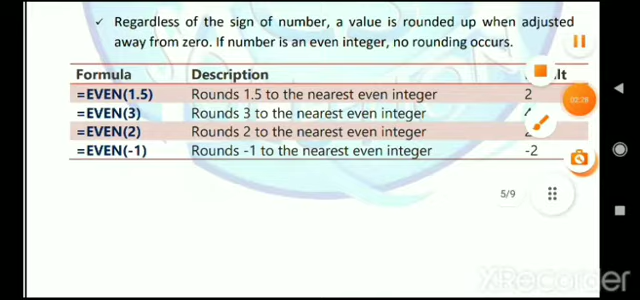 ✓ Regardless of the sign of number, a value is rounded up when adjusted
away from zero. If number is an even integer, no rounding occurs.
Formula Description lt
=EVEN(1.5) Rounds 1.5 to the nearest even integer 2
=EVEN(3) Rounds 3 to the nearest even integer
=EVEN(2) Rounds 2 to the nearest even integer
=EVEN(-1) Rounds -1 to the nearest even integer -2
5/9
XRecorder